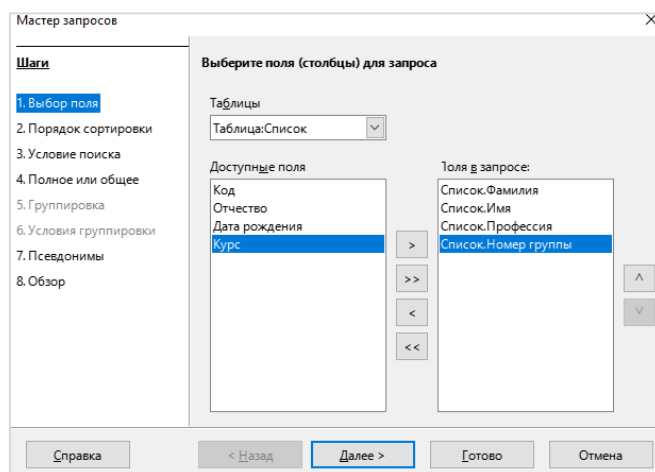 Мастер запросов
Шаги
1. Выбор поля
2. Порядок сортировки
3. Условие поиска
4. Полное или общее
5. Группировка
6. Условия группировки
7. Псевдонимы
8. Обзор
Выберите поля (столбцы) для запроса
Таблицы
Таблица:Список
Доступные поля
Код
Отчество
Дата рождения
Курс
>
>>
<
<<
Поля в запросе:
Список.Фамилия
Список.Имя
Список.Профессия
Список.Номер группы
Справка
< Назад
Далее >
Готово
Отмена